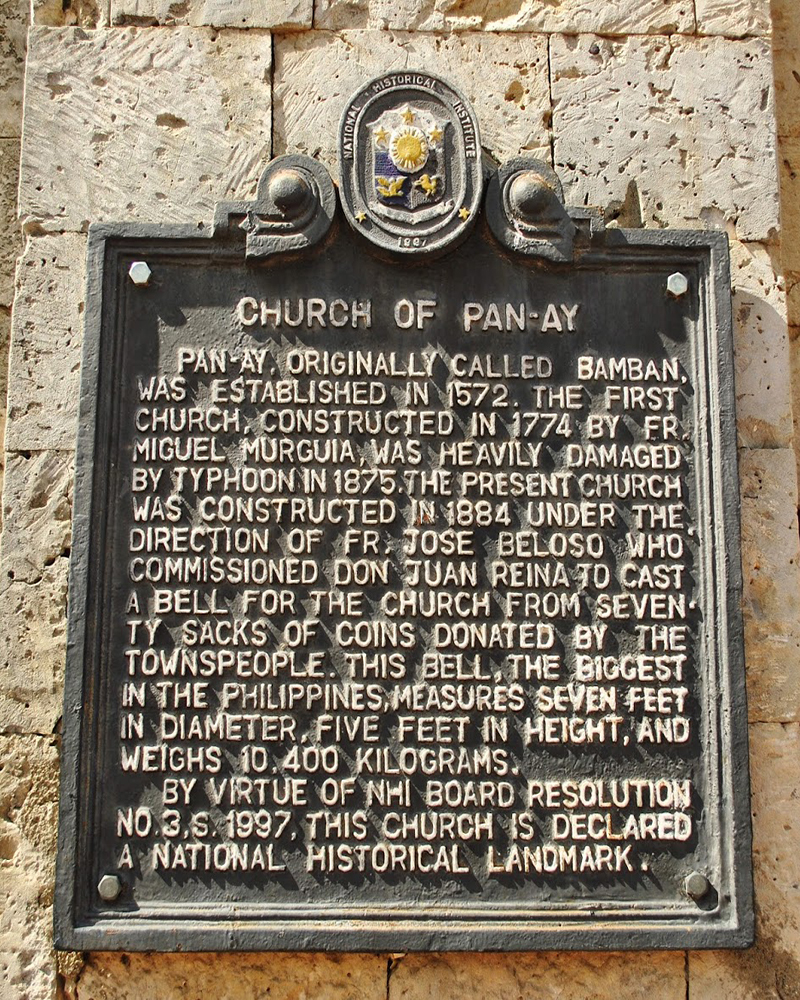 NATIONAL HISTORICAL INSTITUTE
1997
CHURCH OF PAN-AY
PAN-AY, ORIGINALLY CALLED BAMBAN,
WAS ESTABLISHED IN 1572. THE FIRST
CHURCH, CONSTRUCTED IN 1774 BY FR.
MIGUEL MURGUIA, WAS HEAVILY DAMAGED
BY TYPHOON IN 1875. THE PRESENT CHURCH
WAS CONSTRUCTED IN 1884 UNDER THE
DIRECTION OF FR. JOSE BELOSO WHO
COMMISSIONED DON JUAN REINA TO CAST
A BELL FOR THE CHURCH FROM SEVEN-
TY SACKS OF COINS DONATED BY THE
TOWNSPEOPLE. THIS BELL, THE BIGGEST
IN THE PHILIPPINES, MEASURES SEVEN FEET
IN DIAMETER, FIVE FEET IN HEIGHT, AND
WEIGHS 10,400 KILOGRAMS.
BY VIRTUE OF NHI BOARD RESOLUTION
NO. 3, S. 1997, THIS CHURCH IS DECLARED
A NATIONAL HISTORICAL LANDMARK.